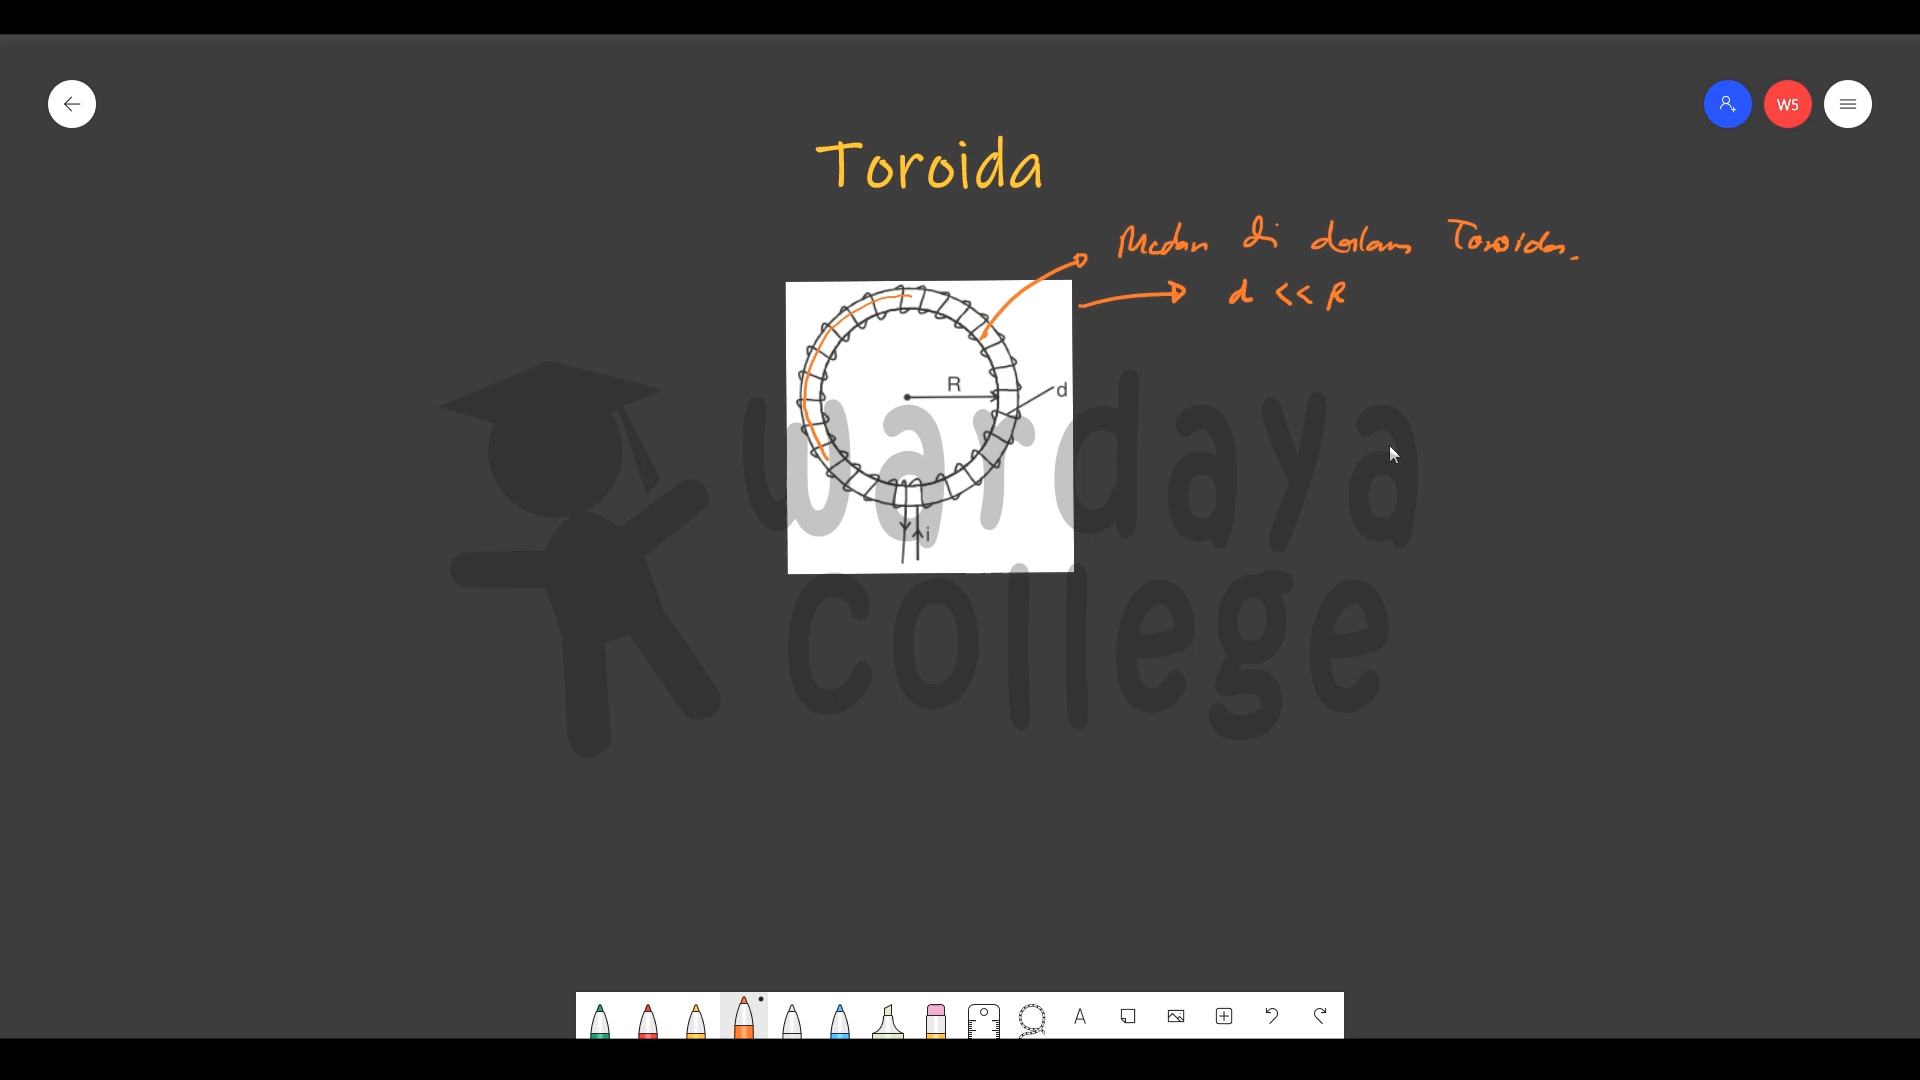 W5
Toroida
Medan di dalam Toroida.
d << R
R
d
i
wardaya
college
A